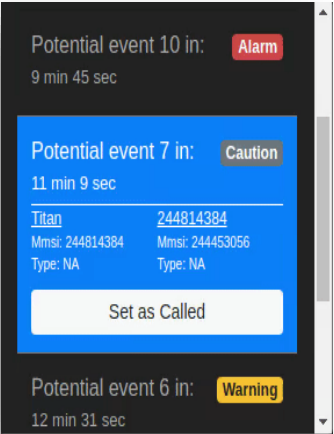 Potential event 10 in: Alarm
9 min 45 sec
Potential event 7 in: Caution
11 min 9 sec
Titan 244814384
Mmsi: 244814384 Mmsi: 244453056
Type: NA Type: NA
Set as Called
Potential event 6 in: Warning
12 min 31 sec